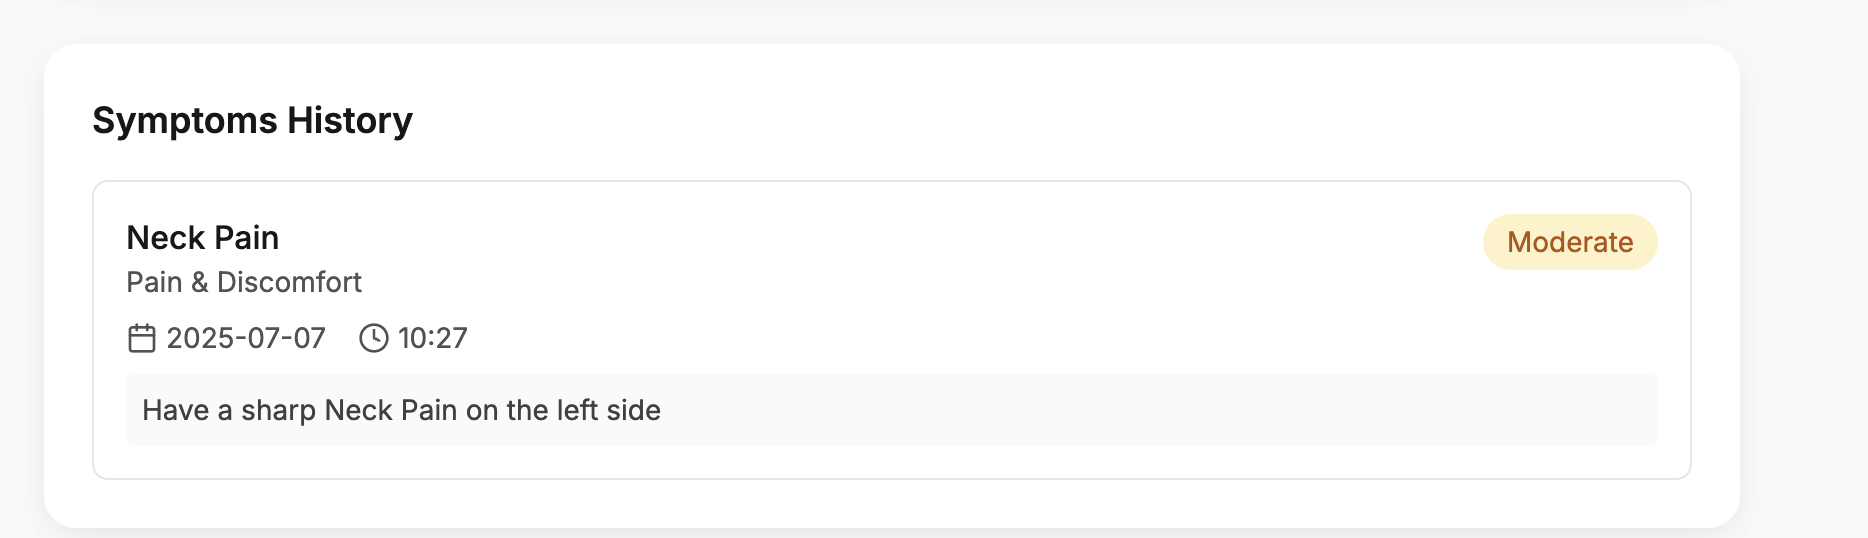 Symptoms History
Neck Pain
Moderate
Pain & Discomfort
2025-07-07 10:27
Have a sharp Neck Pain on the left side